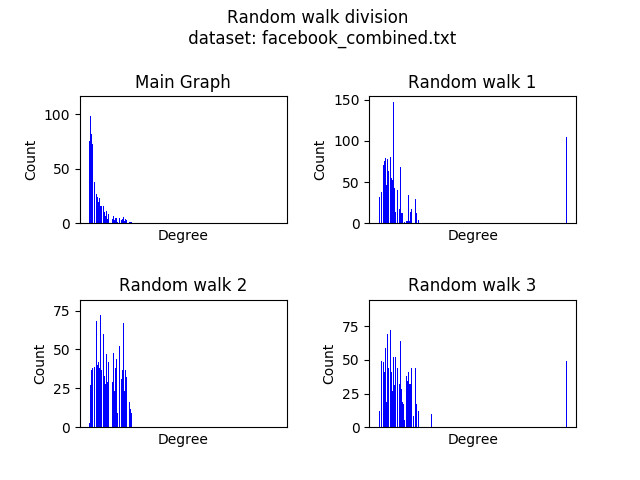 Random walk division
dataset: facebook_combined.txt
Main Graph
100
50
0
Count
Degree
Random walk 1
150
100
50
0
Count
Degree
Random walk 2
75
50
25
0
Count
Degree
Random walk 3
75
50
25
0
Count
Degree